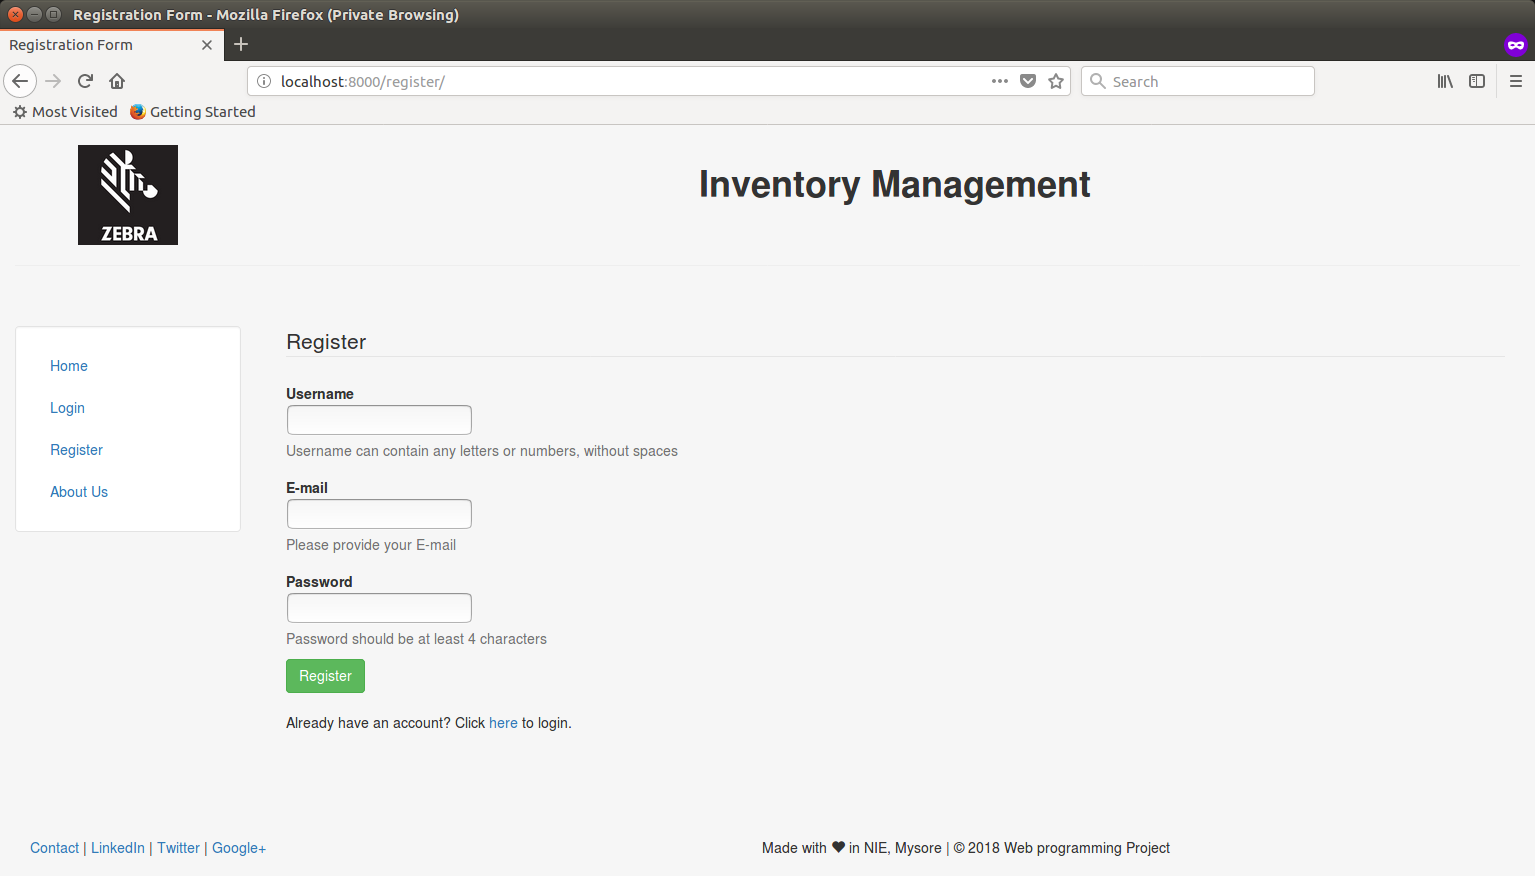 Registration Form - Mozilla Firefox (Private Browsing)
Registration Form
localhost:8000/register/
Search
Most Visited Getting Started
ZEBRA
Inventory Management
Home
Login
Register
About Us
Register
Username
Username can contain any letters or numbers, without spaces
E-mail
Please provide your E-mail
Password
Password should be at least 4 characters
Register
Already have an account? Click here to login.
Contact | LinkedIn | Twitter | Google+
Made with ♥ in NIE, Mysore | © 2018 Web programming Project